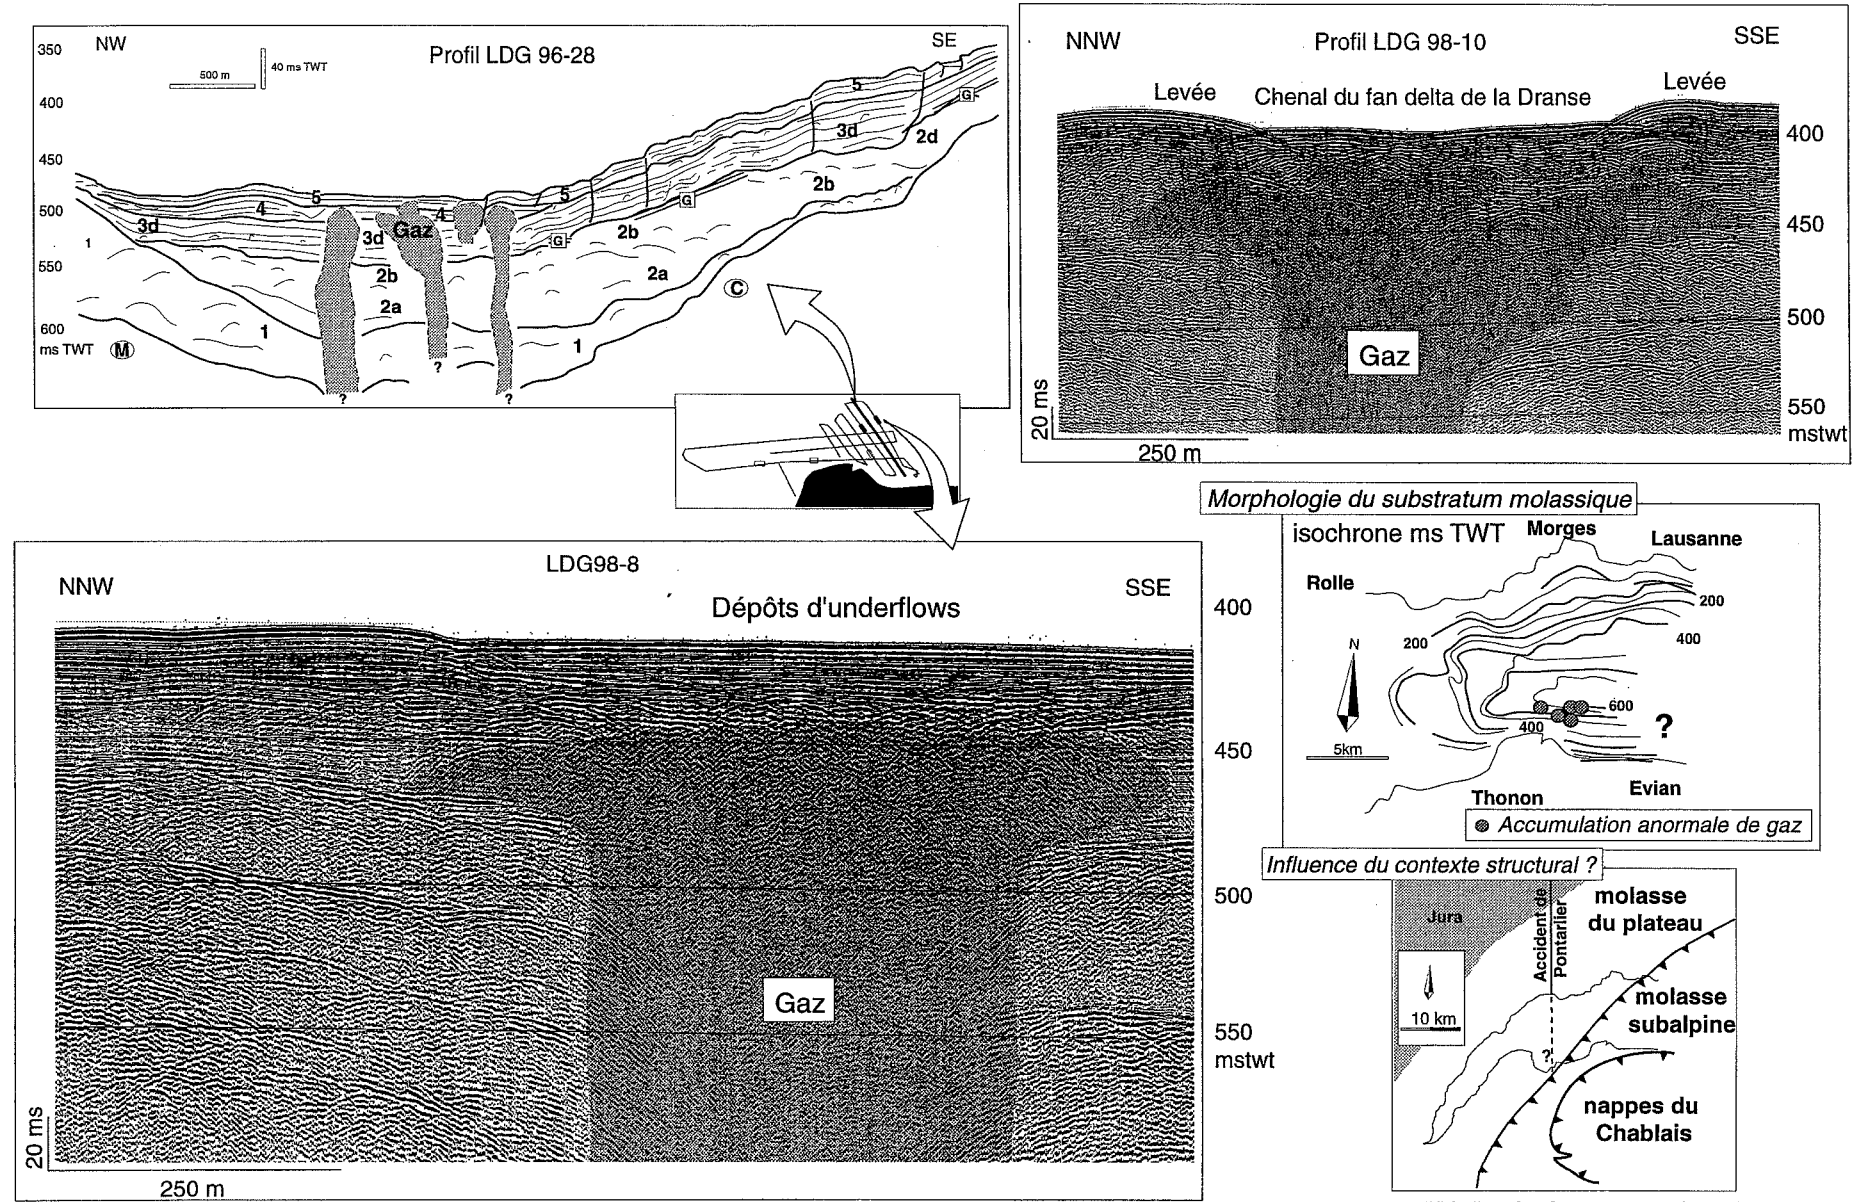 NW
Profil LDG 96-28
SE
350
400
450
500
550
600
ms TWT
500 m
40 ms TWT
5
3d
G
2d
2b
G
5
5
4
4
3d
3d
Gaz
G
2b
1
2b
2a
2a
C
1
1
M
?
?
?
NNW
Profil LDG 98-10
SSE
Levée
Chenal du fan delta de la Dranse
Levée
400
450
500
550
mstwt
Gaz
20 ms
250 m
LDG98-8
NNW
SSE
Dépôts d'underflows
400
450
500
550
mstwt
Gaz
20 ms
250 m
Morphologie du substratum molassique
isochrone ms TWT
Morges
Lausanne
Rolle
200
200
400
N
600
400
?
5km
Evian
Thonon
Accumulation anormale de gaz
Influence du contexte structural ?
Jura
Accident de
Pontarlier
molasse
du plateau
10 km
molasse
subalpine
?
nappes du
Chablais